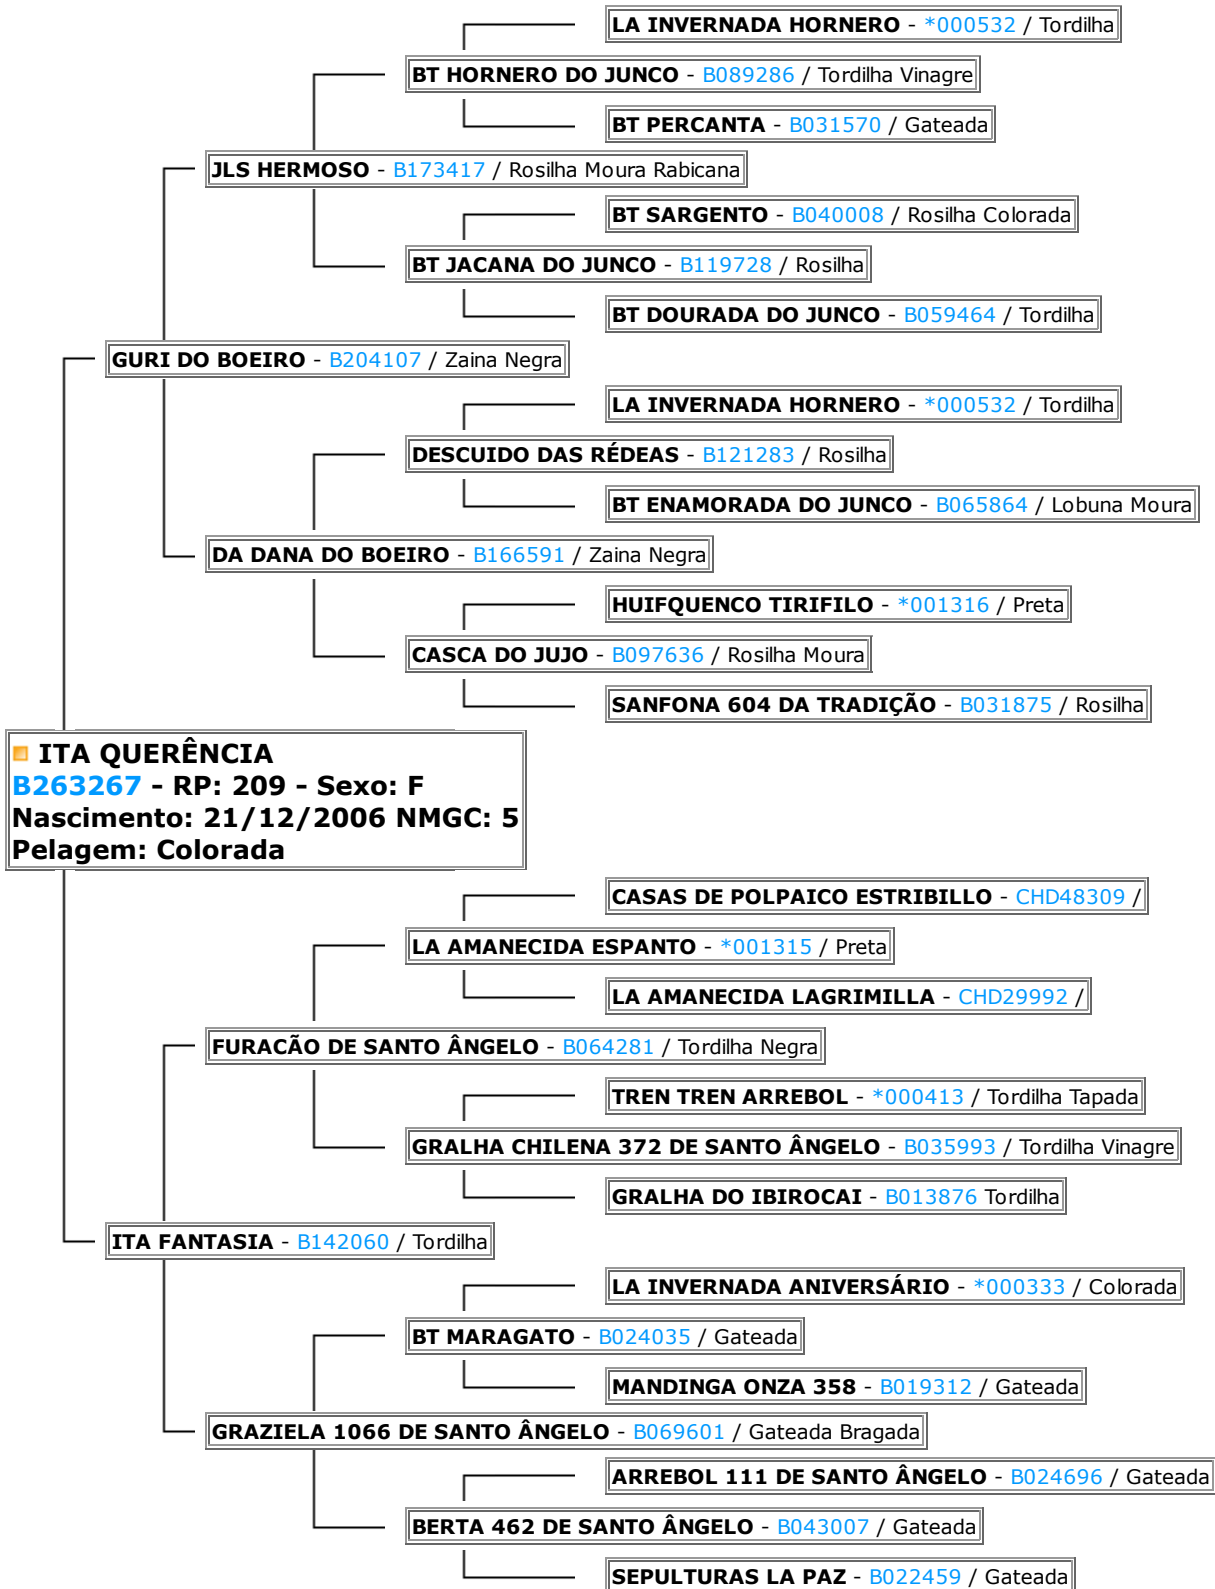 LA INVERNADA HORNERO - *000532 / Tordilha
BT HORNERO DO JUNCO - B089286 / Tordilha Vinagre
BT PERCANTA - B031570 / Gateada
JLS HERMOSO - B173417 / Rosilha Moura Rabicana
BT SARGENTO - B040008 / Rosilha Colorada
BT JACANA DO JUNCO - B119728 / Rosilha
BT DOURADA DO JUNCO - B059464 / Tordilha
GURI DO BOEIRO - B204107 / Zaina Negra
LA INVERNADA HORNERO - *000532 / Tordilha
DESCUIDO DAS RÉDEAS - B121283 / Rosilha
BT ENAMORADA DO JUNCO - B065864 / Lobuna Moura
DA DANA DO BOEIRO - B166591 / Zaina Negra
HUIFQUENCO TIRIFILO - *001316 / Preta
CASCA DO JUJO - B097636 / Rosilha Moura
SANFONA 604 DA TRADIÇÃO - B031875 / Rosilha
ITA QUERÊNCIA
B263267 - RP: 209 - Sexo: F
Nascimento: 21/12/2006 NMGC: 5
Pelagem: Colorada
CASAS DE POLPAICO ESTRIBILLO - CHD48309 /
LA AMANECIDA ESPANTO - *001315 / Preta
LA AMANECIDA LAGRIMILLA - CHD29992 /
FURACÃO DE SANTO ÂNGELO - B064281 / Tordilha Negra
TREN TREN ARREBOL - *000413 / Tordilha Tapada
GRALHA CHILENA 372 DE SANTO ÂNGELO - B035993 / Tordilha Vinagre
GRALHA DO IBIROCAI - B013876 Tordilha
ITA FANTASIA - B142060 / Tordilha
LA INVERNADA ANIVERSÁRIO - *000333 / Colorada
BT MARAGATO - B024035 / Gateada
MANDINGA ONZA 358 - B019312 / Gateada
GRAZIELA 1066 DE SANTO ÂNGELO - B069601 / Gateada Bragada
ARREBOL 111 DE SANTO ÂNGELO - B024696 / Gateada
BERTA 462 DE SANTO ÂNGELO - B043007 / Gateada
SEPULTURAS LA PAZ - B022459 / Gateada